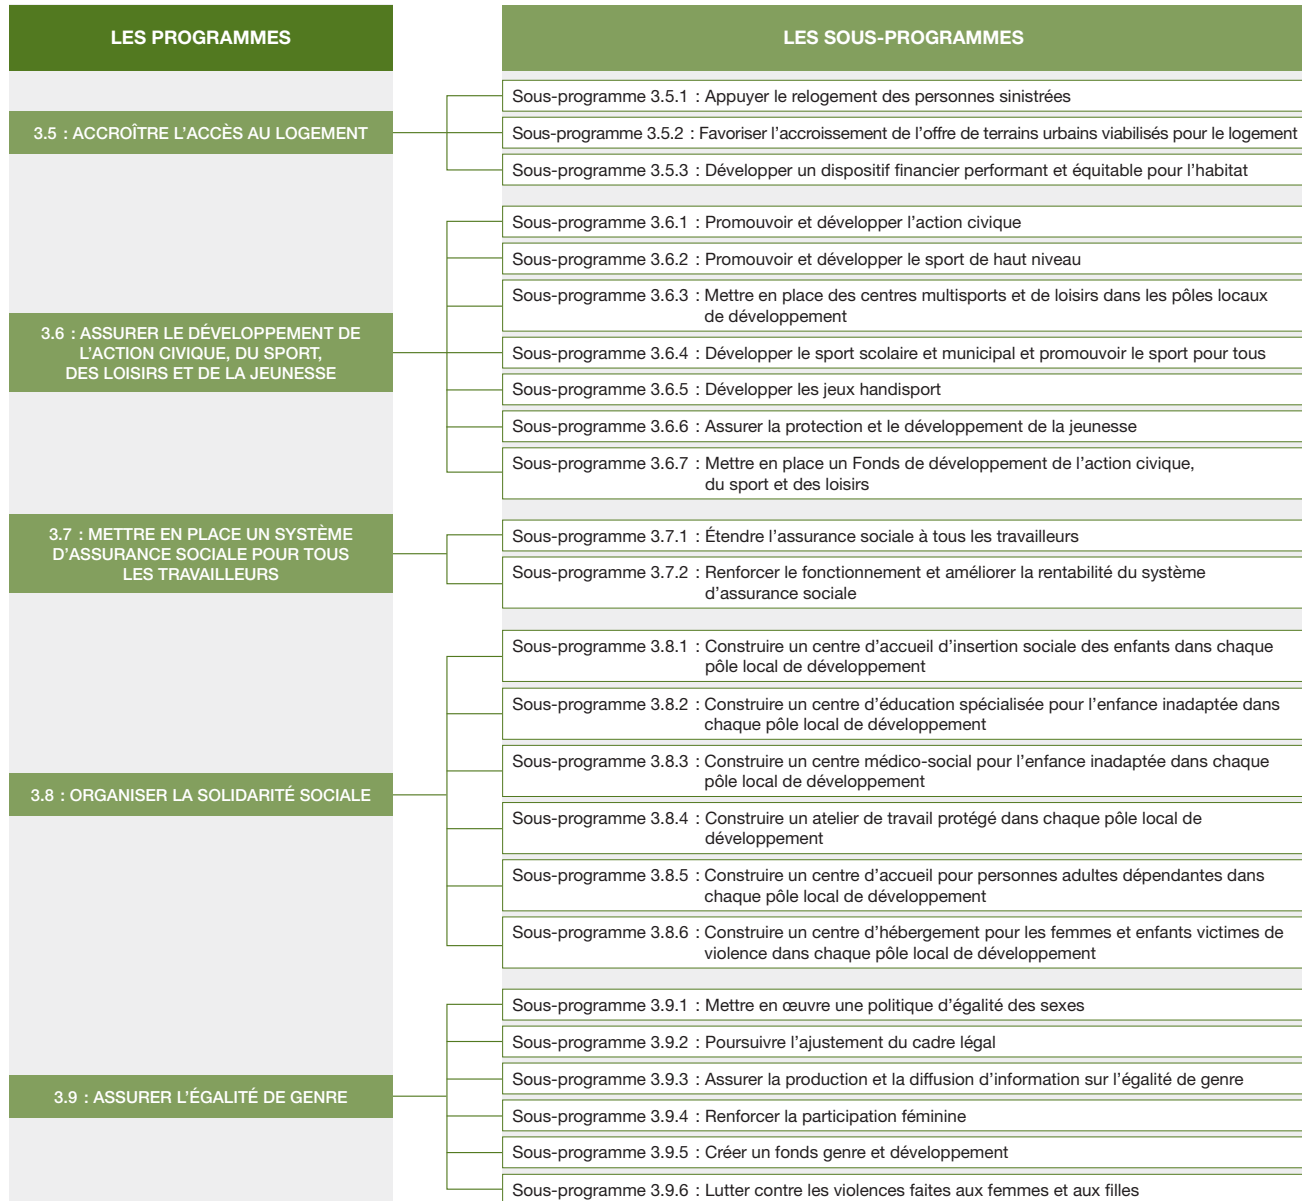 LES PROGRAMMES
LES SOUS-PROGRAMMES
3.5 : ACCROÎTRE L’ACCÈS AU LOGEMENT
Sous-programme 3.5.1 : Appuyer le relogement des personnes sinistrées
Sous-programme 3.5.2 : Favoriser l’accroissement de l’offre de terrains urbains viabilisés pour le logement
Sous-programme 3.5.3 : Développer un dispositif financier performant et équitable pour l’habitat
3.6 : ASSURER LE DÉVELOPPEMENT DE
L’ACTION CIVIQUE, DU SPORT,
DES LOISIRS ET DE LA JEUNESSE
Sous-programme 3.6.1 : Promouvoir et développer l’action civique
Sous-programme 3.6.2 : Promouvoir et développer le sport de haut niveau
Sous-programme 3.6.3 : Mettre en place des centres multisports et de loisirs dans les pôles locaux
de développement
Sous-programme 3.6.4 : Développer le sport scolaire et municipal et promouvoir le sport pour tous
Sous-programme 3.6.5 : Développer les jeux handisport
Sous-programme 3.6.6 : Assurer la protection et le développement de la jeunesse
Sous-programme 3.6.7 : Mettre en place un Fonds de développement de l’action civique,
du sport et des loisirs
3.7 : METTRE EN PLACE UN SYSTÈME
D’ASSURANCE SOCIALE POUR TOUS
LES TRAVAILLEURS
Sous-programme 3.7.1 : Étendre l’assurance sociale à tous les travailleurs
Sous-programme 3.7.2 : Renforcer le fonctionnement et améliorer la rentabilité du système
d’assurance sociale
3.8 : ORGANISER LA SOLIDARITÉ SOCIALE
Sous-programme 3.8.1 : Construire un centre d’accueil d’insertion sociale des enfants dans chaque
pôle local de développement
Sous-programme 3.8.2 : Construire un centre d’éducation spécialisée pour l’enfance inadaptée dans
chaque pôle local de développement
Sous-programme 3.8.3 : Construire un centre médico-social pour l’enfance inadaptée dans chaque
pôle local de développement
Sous-programme 3.8.4 : Construire un atelier de travail protégé dans chaque pôle local de
développement
Sous-programme 3.8.5 : Construire un centre d’accueil pour personnes adultes dépendantes dans
chaque pôle local de développement
Sous-programme 3.8.6 : Construire un centre d’hébergement pour les femmes et enfants victimes de
violence dans chaque pôle local de développement
3.9 : ASSURER L’ÉGALITÉ DE GENRE
Sous-programme 3.9.1 : Mettre en œuvre une politique d’égalité des sexes
Sous-programme 3.9.2 : Poursuivre l’ajustement du cadre légal
Sous-programme 3.9.3 : Assurer la production et la diffusion d’information sur l’égalité de genre
Sous-programme 3.9.4 : Renforcer la participation féminine
Sous-programme 3.9.5 : Créer un fonds genre et développement
Sous-programme 3.9.6 : Lutter contre les violences faites aux femmes et aux filles